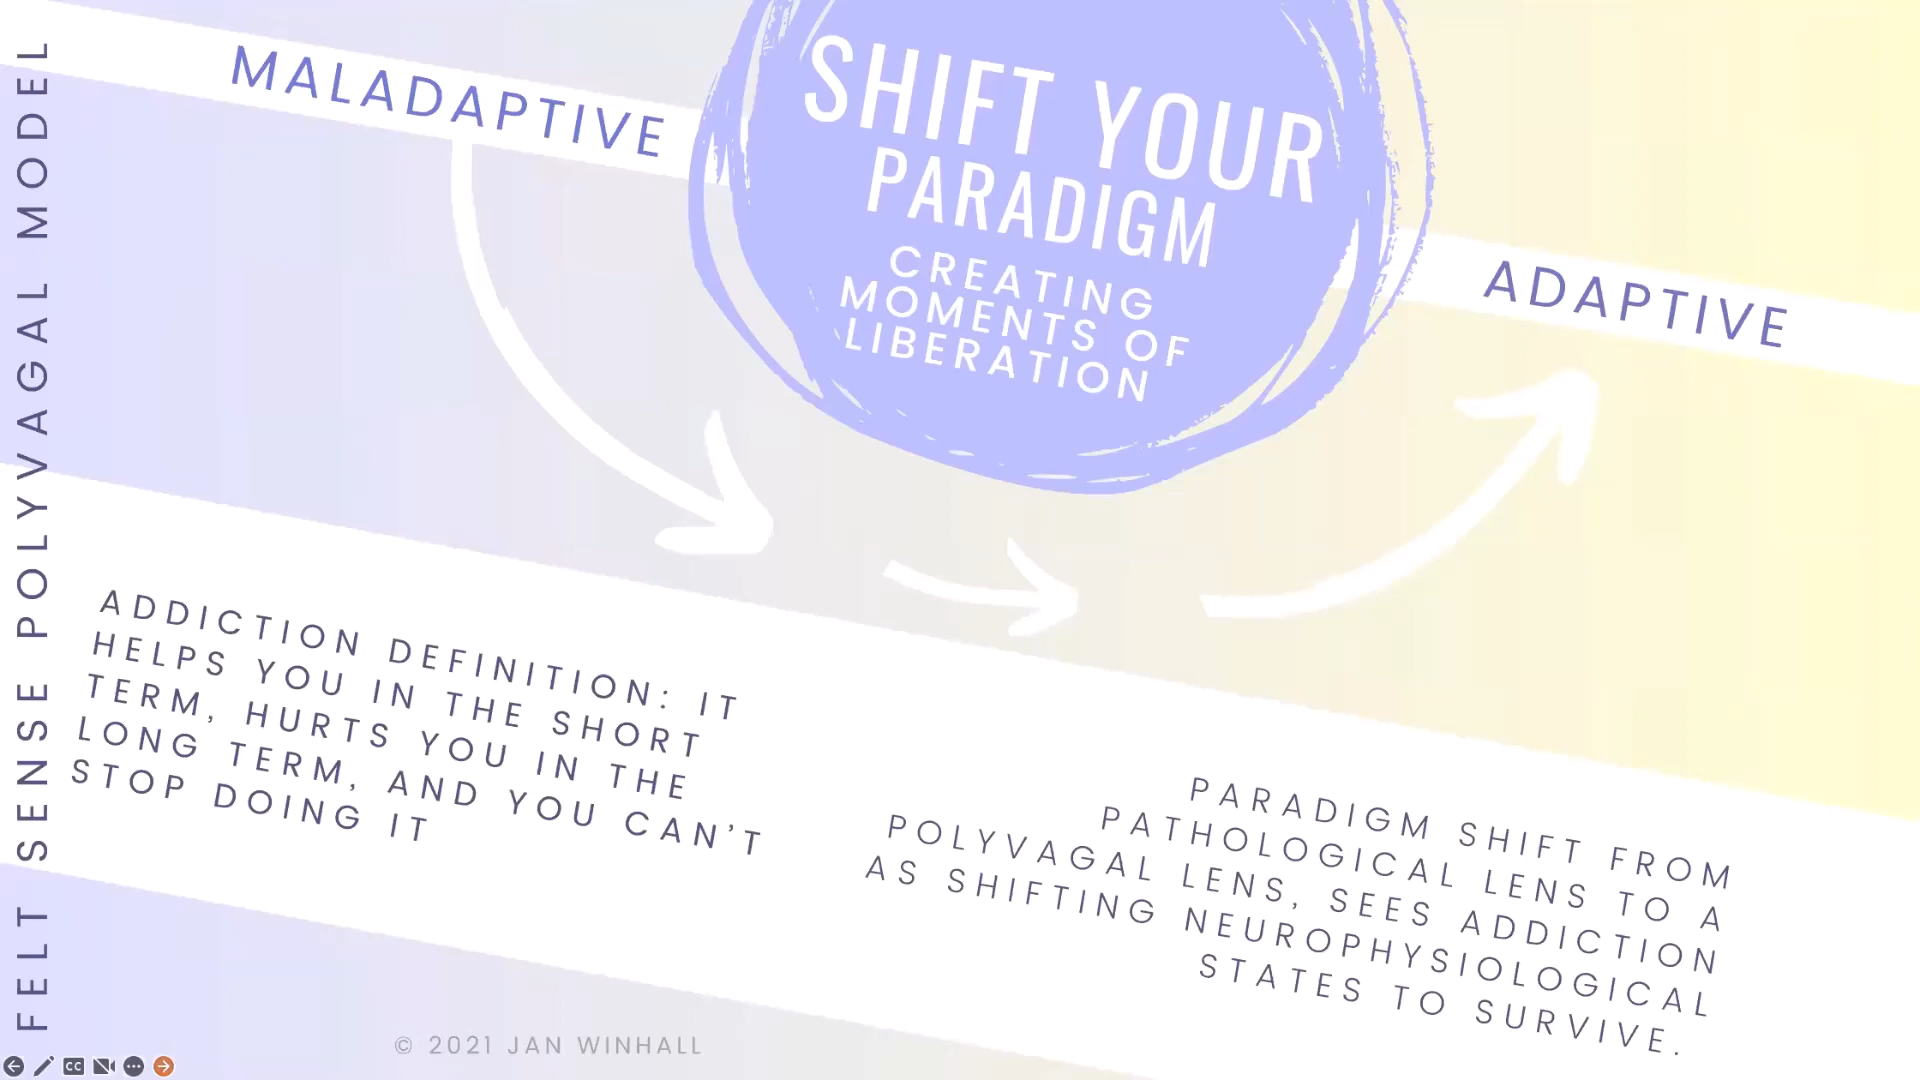 FELT SENSE POLYVAGAL MODEL
MALADAPTIVE
SHIFT YOUR
PARADIGM
CREATING
MOMENTS OF
LIBERATION
ADAPTIVE
ADDICTION DEFINITION: IT
HELPS YOU IN THE SHORT
TERM, HURTS YOU IN THE
LONG TERM, AND YOU CAN'T
STOP DOING IT
PARADIGM SHIFT FROM
PATHOLOGICAL LENS TO A
POLYVAGAL LENS, SEES ADDICTION
AS SHIFTING NEUROPHYSIOLOGICAL
STATES TO SURVIVE.
© 2021 JAN WINHALL
CC